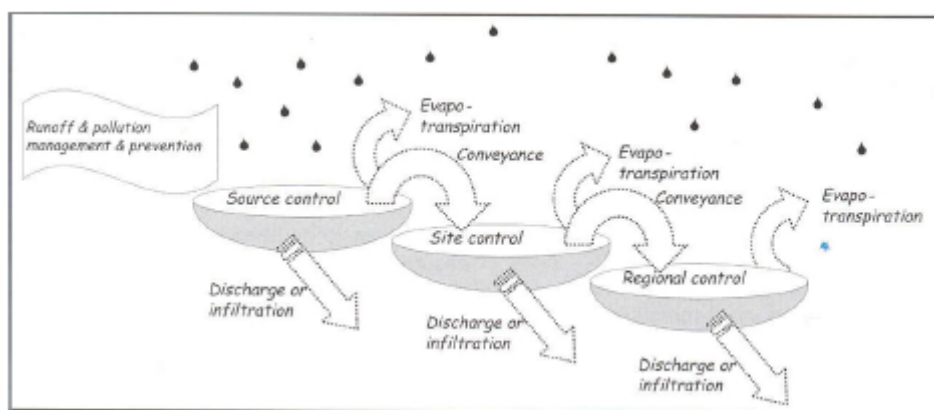 Runoff & pollution
management & prevention
Evapo-
transpiration
Conveyance
Source control
Discharge or
infiltration
Evapo-
transpiration
Conveyance
Site control
Discharge or
infiltration
Evapo-
transpiration
Regional control
Discharge or
infiltration